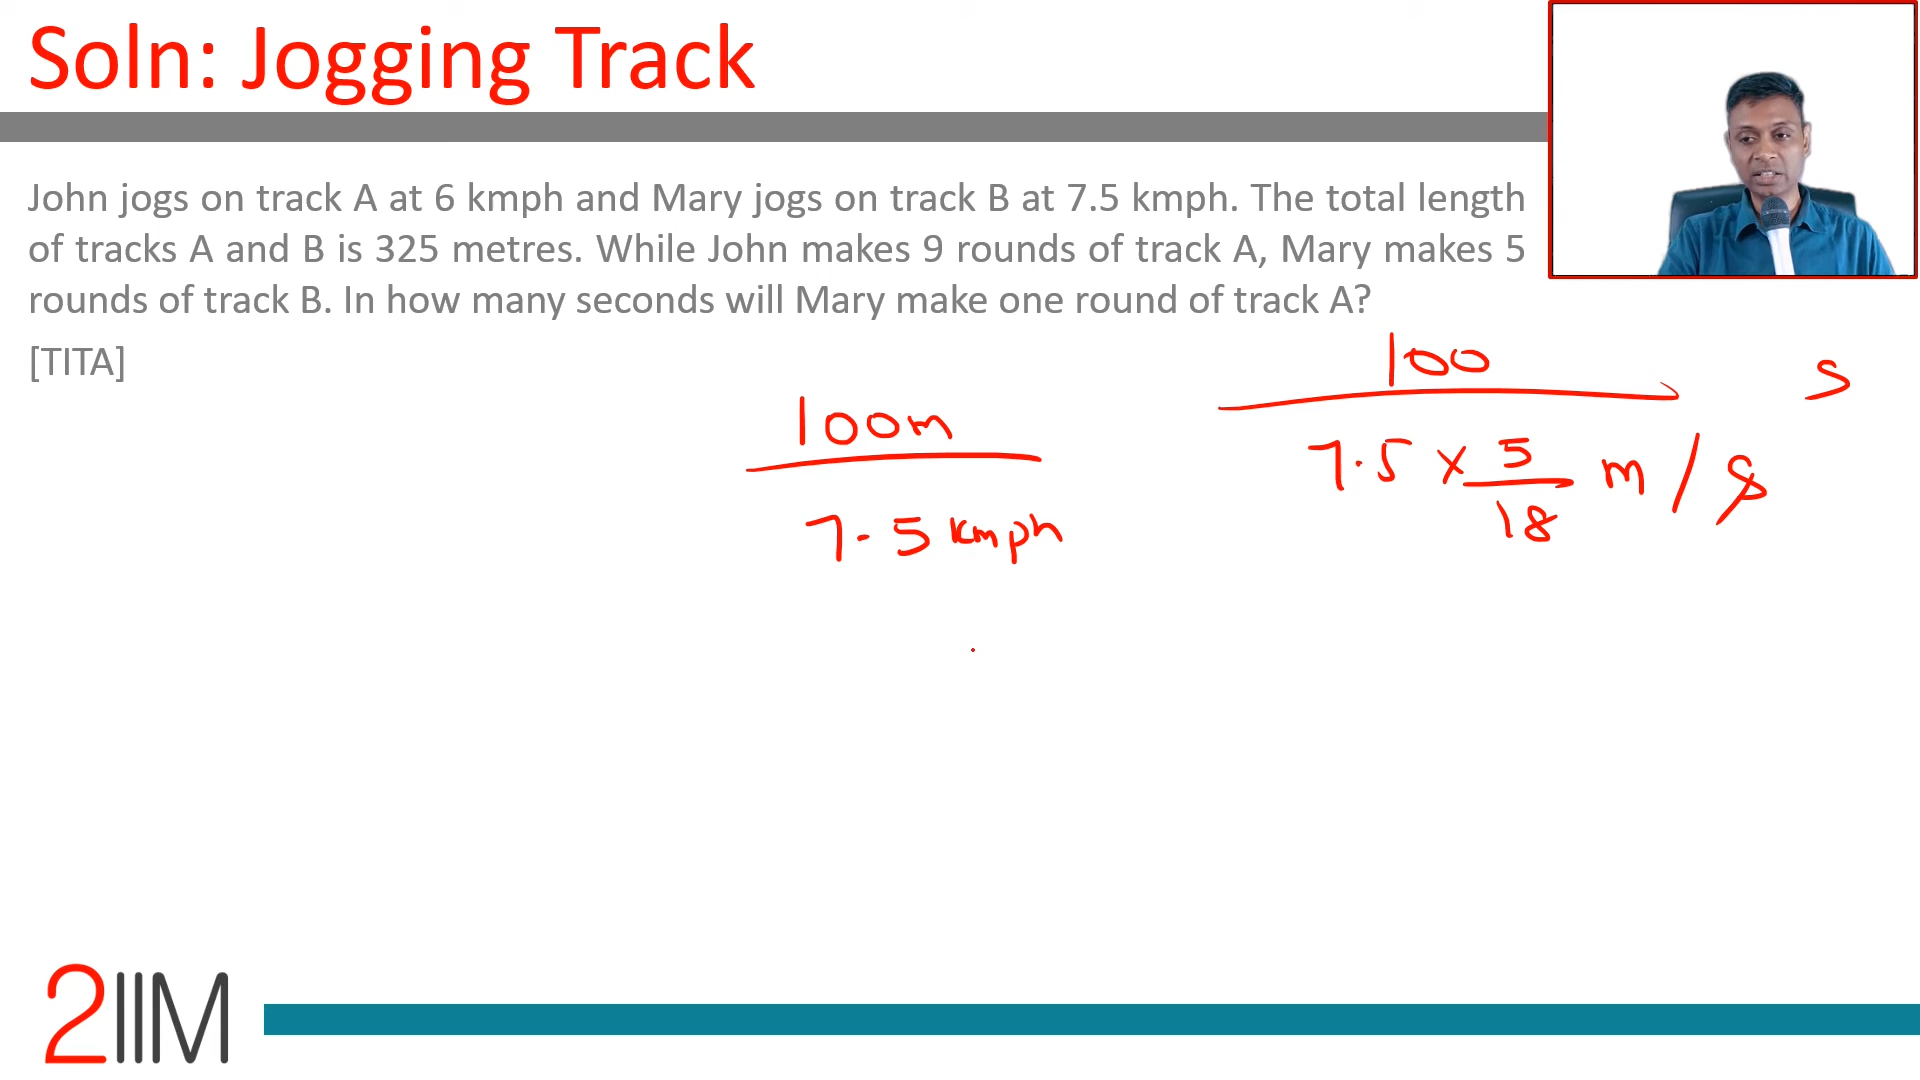 Soln: Jogging Track
John jogs on track A at 6 kmph and Mary jogs on track B at 7.5 kmph. The total length
of tracks A and B is 325 metres. While John makes 9 rounds of track A, Mary makes 5
rounds of track B. In how many seconds will Mary make one round of track A?
[TITA]
100m
7.5 kmph
100
7.5 × 5
18
m / s
s
2IIM